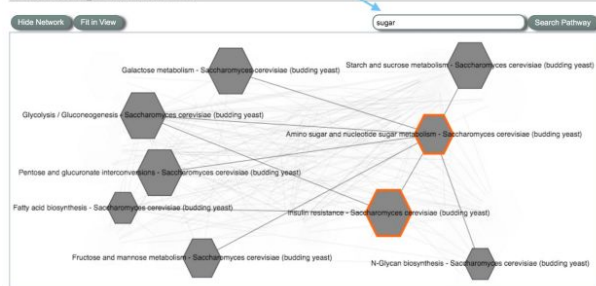 Hide Network Fit in View sugar Search Pathway
Galactose metabolism - Saccharomyces cerevisiae (budding yeast)
Starch and sucrose metabolism - Saccharomyces cerevisiae (budding yeast)
Glycolysis / Gluconeogenesis - Saccharomyces cerevisiae (budding yeast)
Amino sugar and nucleotide sugar metabolism - Saccharomyces cerevisiae (budding yeast)
Pentose and glucuronate interconversions - Saccharomyces cerevisiae (budding yeast)
Fatty acid biosynthesis - Saccharomyces cerevisiae (budding yeast)
Insulin resistance - Saccharomyces cerevisiae (budding yeast)
Fructose and mannose metabolism - Saccharomyces cerevisiae (budding yeast)
N-Glycan biosynthesis - Saccharomyces cerevisiae (budding yeast)